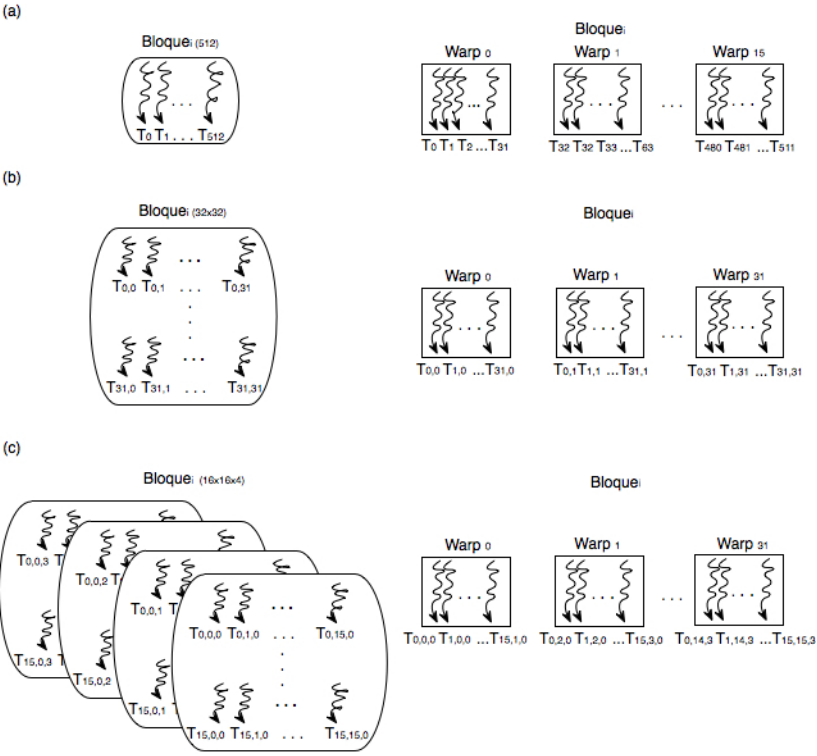 (a)
Bloquei (512)
T0 T1 . . . T512
Bloquei
Warp 0 Warp 1 Warp 15
T0 T1 T2 ...T31 T32 T32 T33 ...T63 . . . T480 T481 ...T511
(b)
Bloquei (32x32)
T0,0 T0,1 . . . T0,31
T31,0 T31,1 . . . T31,31
Bloquei
Warp 0 Warp 1 Warp 31
T0,0 T1,0 ...T31,0 T0,1 T1,1 ...T31,1 . . . T0,31 T1,31 ...T31,31
(c)
Bloquei (16x16x4)
T0,0,3
T0,0,2
T0,0,1
T0,0,0 T0,1,0 . . . T0,15,0
T15,0,3
T15,0,2
T15,0,1
T15,0,0 T15,1,0 . . . T15,15,0
Bloquei
Warp 0 Warp 1 Warp 31
T0,0,0 T1,0,0 ...T15,1,0 T0,2,0 T1,2,0 ...T15,3,0 . . . T0,14,3 T1,14,3 ...T15,15,3